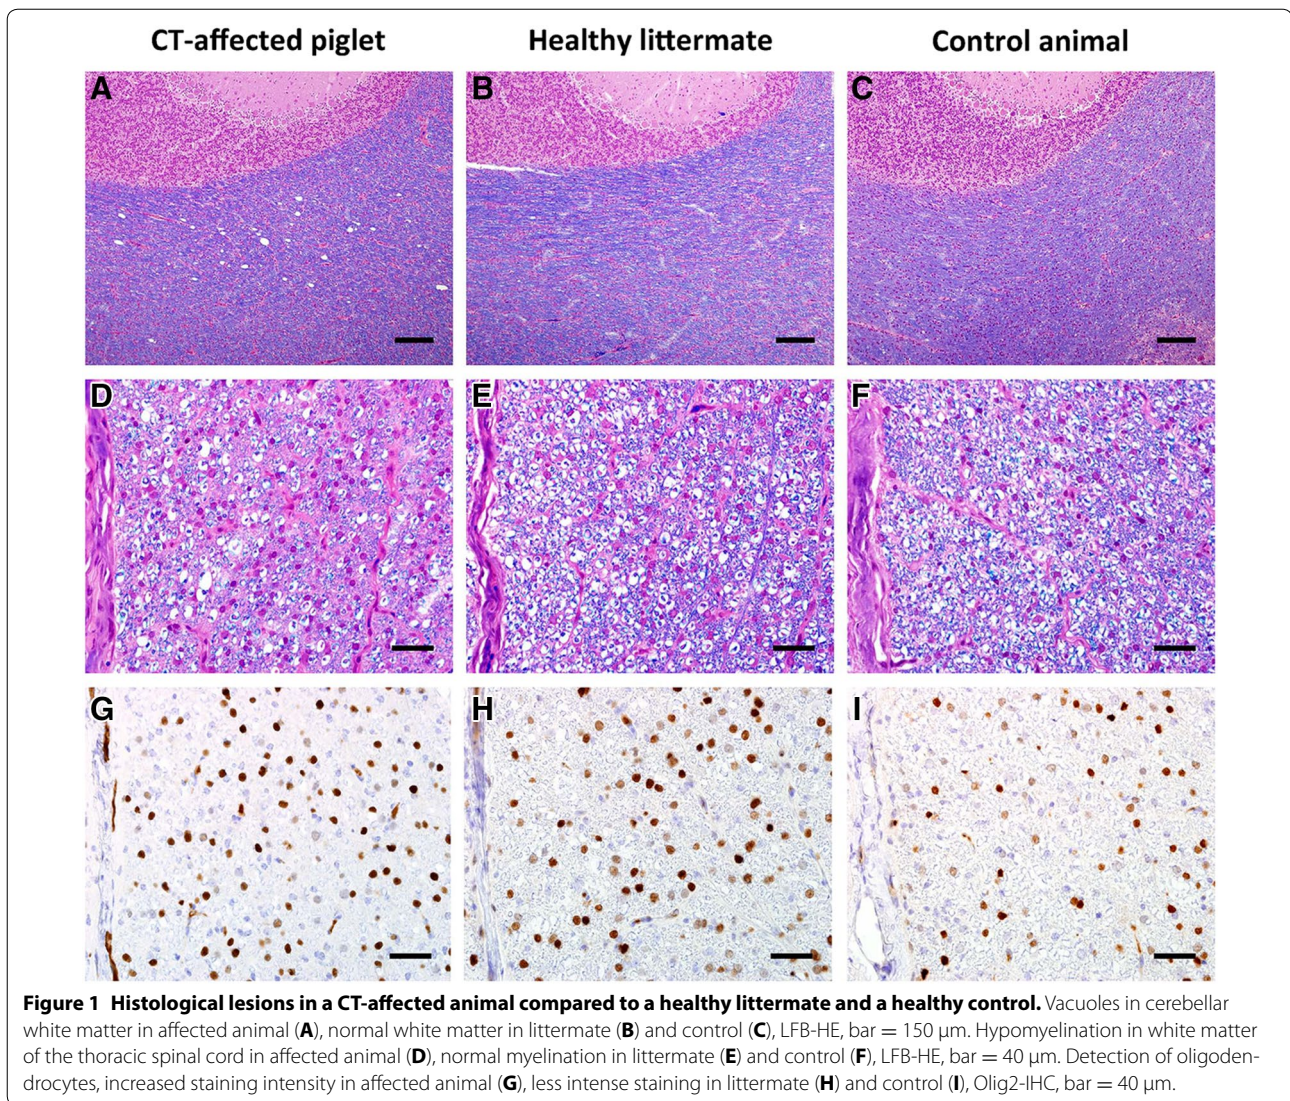 CT-affected piglet Healthy littermate Control animal
A B C
D E F
G H I
Figure 1 Histological lesions in a CT-affected animal compared to a healthy littermate and a healthy control. Vacuoles in cerebellar
white matter in affected animal (A), normal white matter in littermate (B) and control (C), LFB-HE, bar = 150 µm. Hypomyelination in white matter
of the thoracic spinal cord in affected animal (D), normal myelination in littermate (E) and control (F), LFB-HE, bar = 40 µm. Detection of oligoden-
drocytes, increased staining intensity in affected animal (G), less intense staining in littermate (H) and control (I), Olig2-IHC, bar = 40 µm.